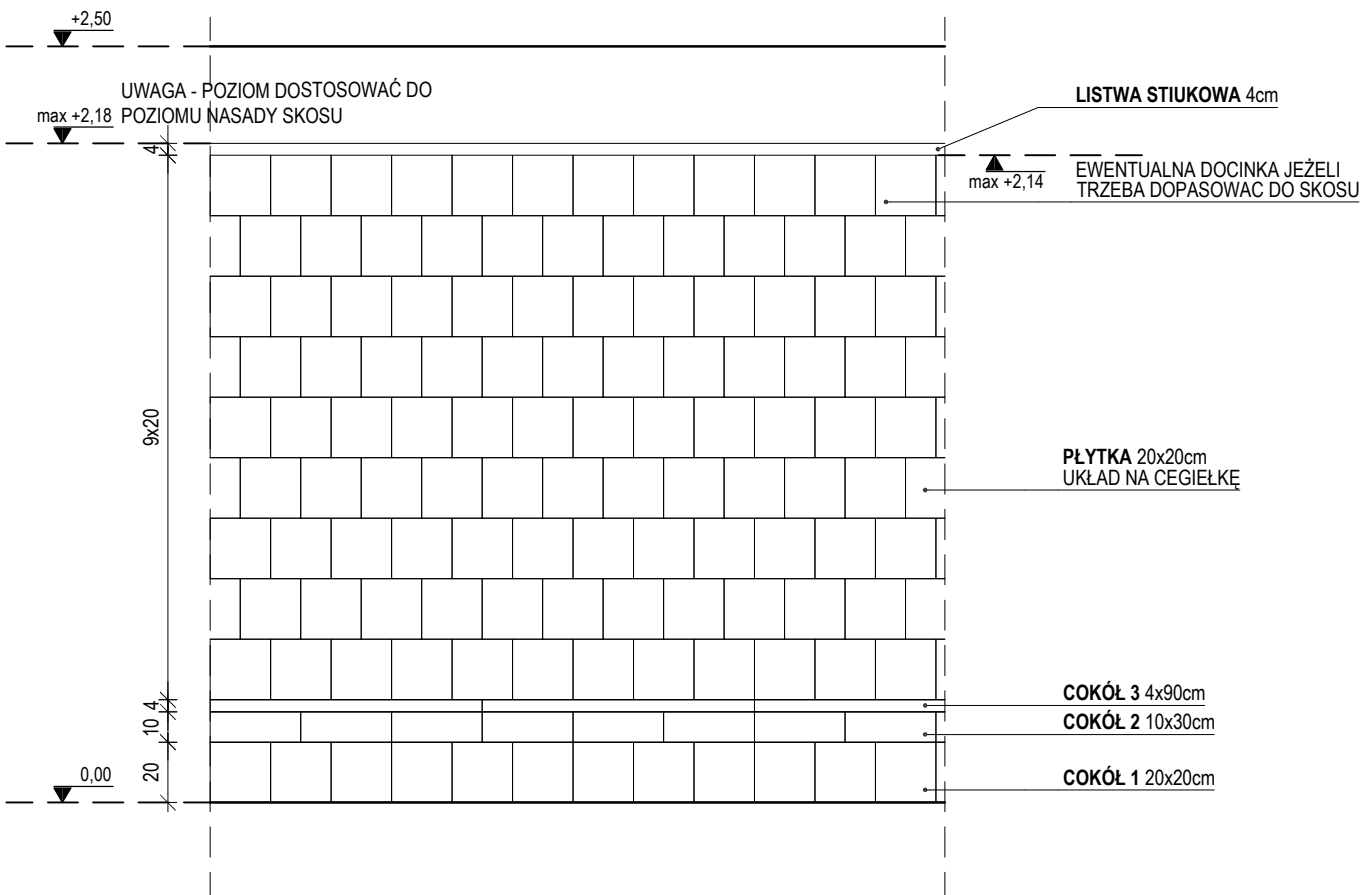 +2,50
UWAGA - POZIOM DOSTOSOWAĆ DO
POZIOMU NASADY SKOSU
max +2,18
4
LISTWA STIUKOWA 4cm
max +2,14
EWENTUALNA DOCINKA JEŻELI
TRZEBA DOPASOWAC DO SKOSU
9x20
PŁYTKA 20x20cm
UKŁAD NA CEGIEŁKĘ
4
COKÓŁ 3 4x90cm
10
COKÓŁ 2 10x30cm
20
COKÓŁ 1 20x20cm
0,00